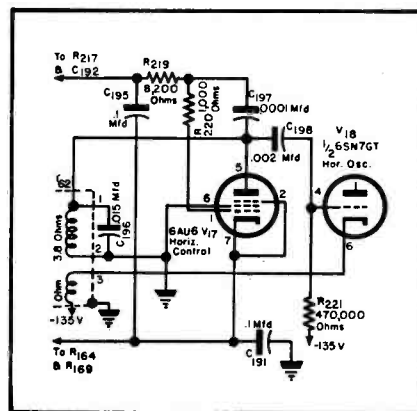 To R217
& C192
R219
8,200
Ohms
C195
.1
Mfd
1,000
220 Ohms
C197
.0001 Mfd
C198
.002 Mfd
V18
1/2 6SN7GT
Hor. Osc.
5
4
6
2
6
1
7
6AU6 V17
Horiz.
Control
1
.015 Mfd
C196
3.8 Ohms
2
3
Ohm
-135 V
R221
470,000
Ohms
-135 V
To R164
& R169
.1 Mfd
C191